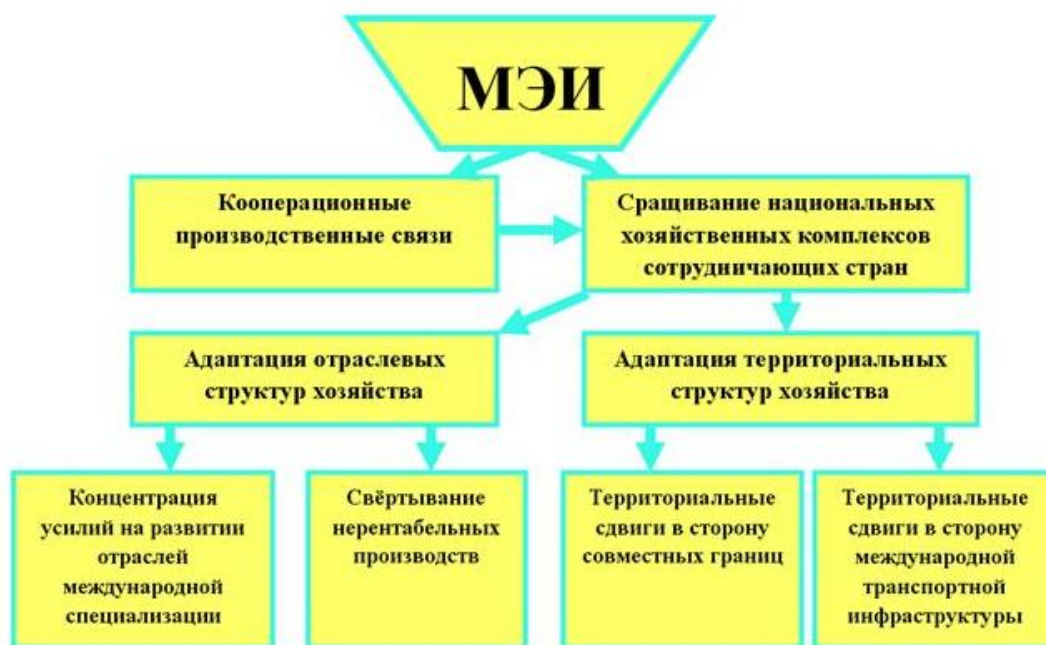 МЭИ
Кооперационные
производственные связи
Сращивание национальных
хозяйственных комплексов
сотрудничающих стран
Адаптация отраслевых
структур хозяйства
Адаптация территориальных
структур хозяйства
Концентрация
усилий на развитии
отраслей
международной
специализации
Свёртывание
нерентабельных
производств
Территориальные
сдвиги в сторону
совместных границ
Территориальные
сдвиги в сторону
международной
транспортной
инфраструктуры